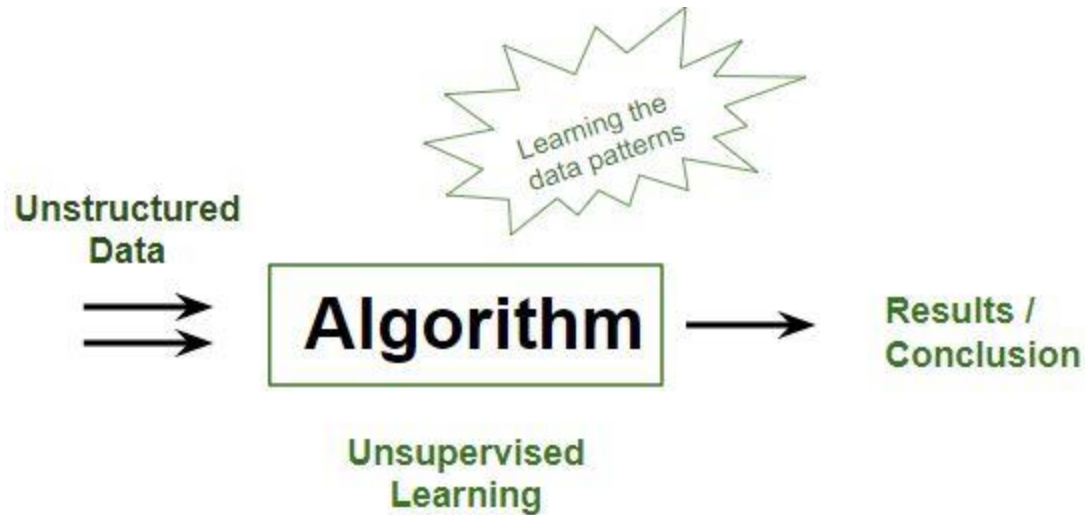 Learning the
data patterns
Unstructured
Data
Algorithm
Results /
Conclusion
Unsupervised
Learning